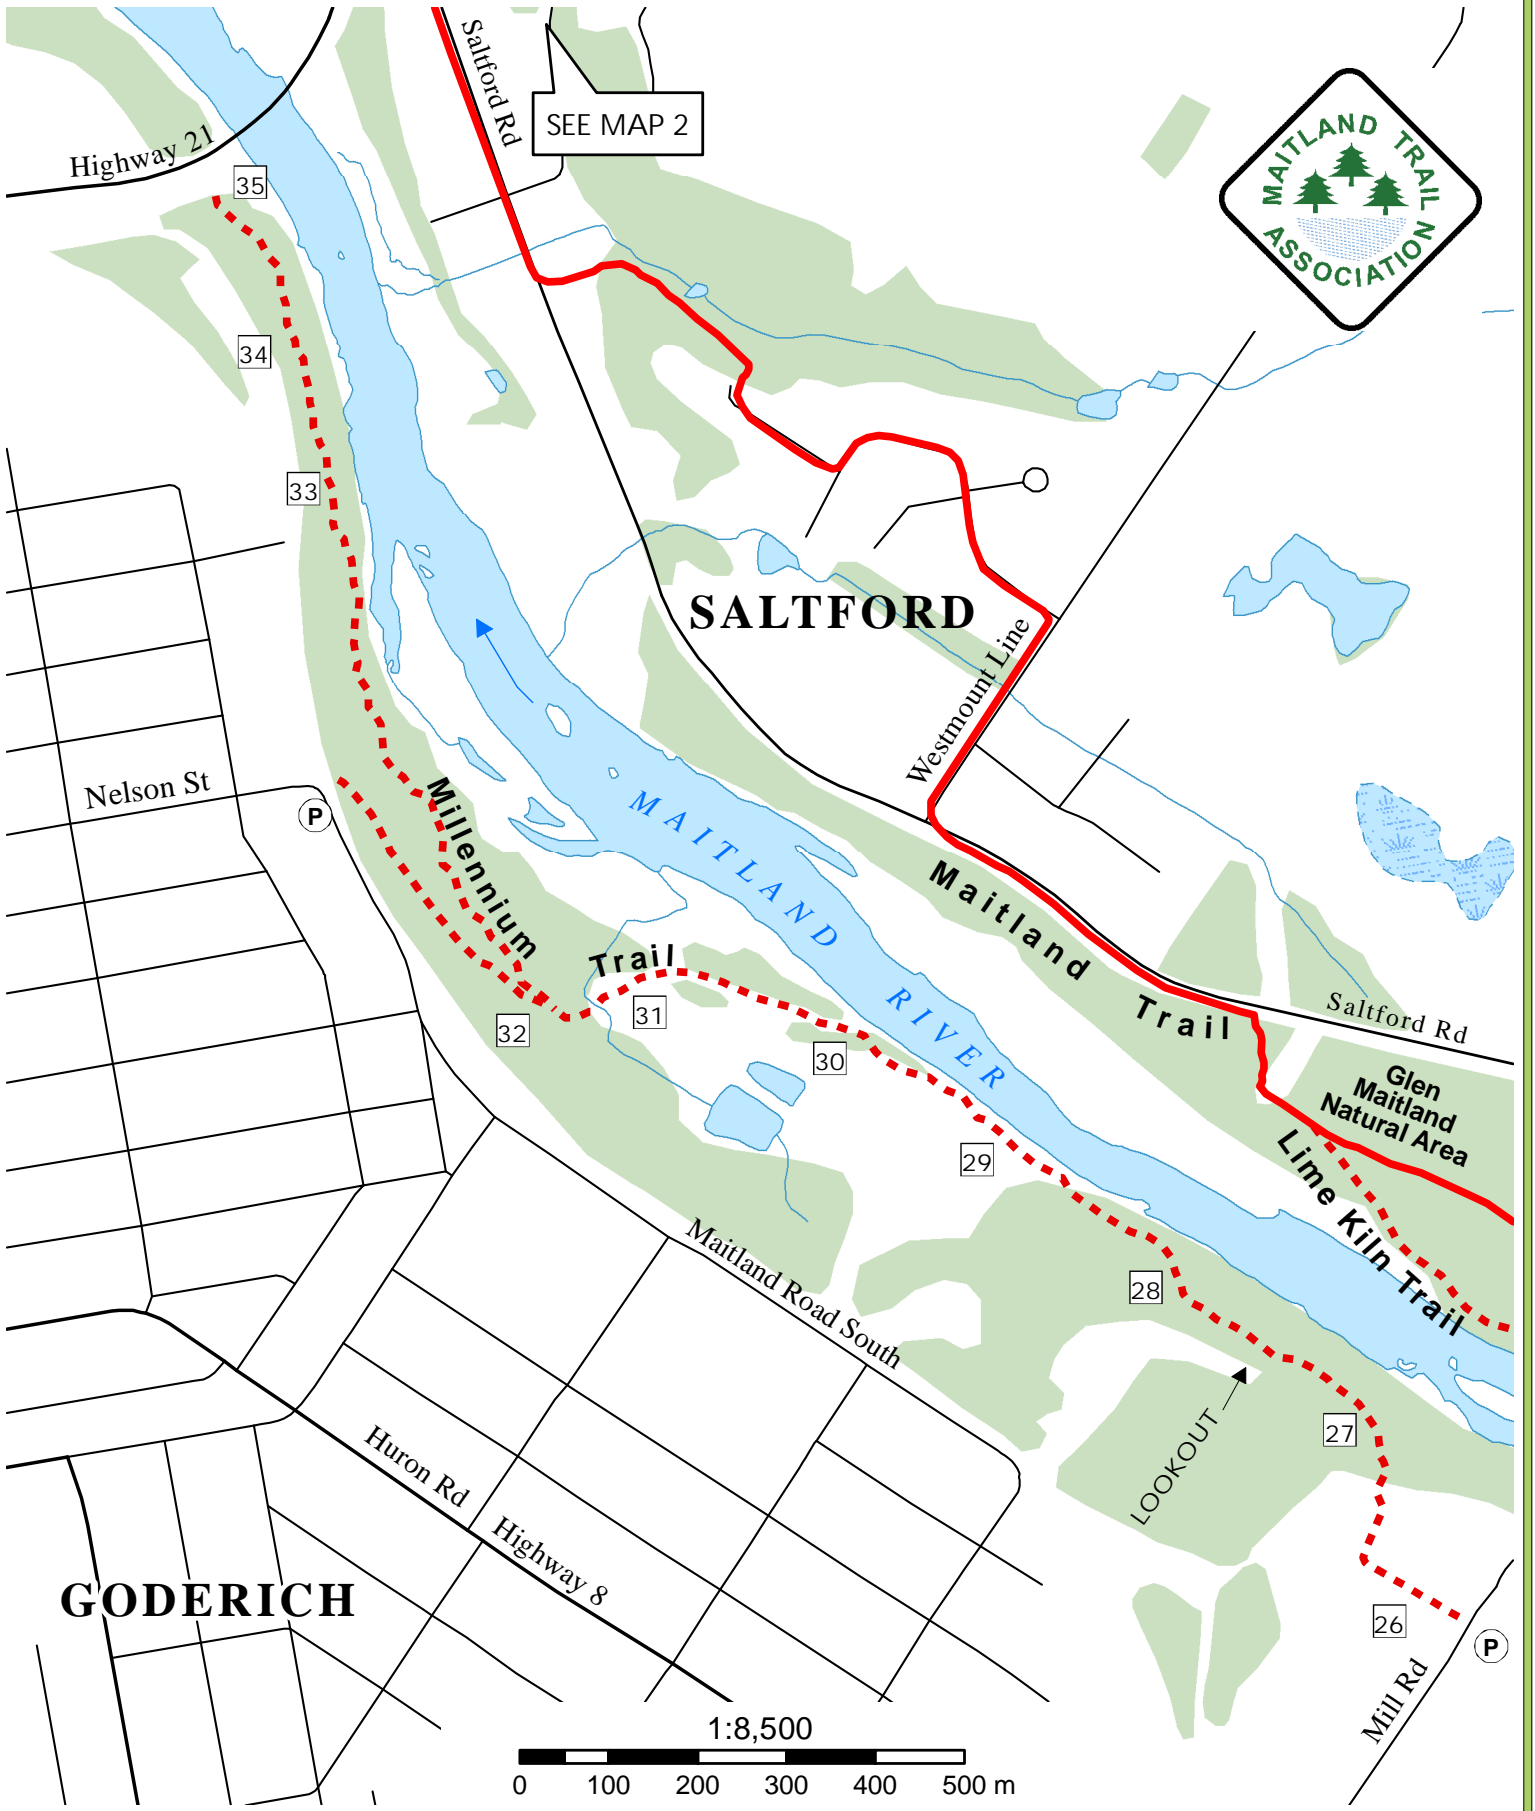 Saltford Rd
SEE MAP 2
MAITLAND TRAIL
ASSOCIATION
Highway 21
35
34
33
SALTFORD
Westmount Line
Nelson St
P
Millennium
Trail
MAITLAND
RIVER
Maitland
Trail
32
31
30
29
28
27
26
Saltford Rd
Glen
Maitland
Natural Area
Lime Kiln Trail
Maitland Road South
LOOKOUT
Huron Rd
Highway 8
GODERICH
P
Mill Rd
1:8,500
0 100 200 300 400 500 m